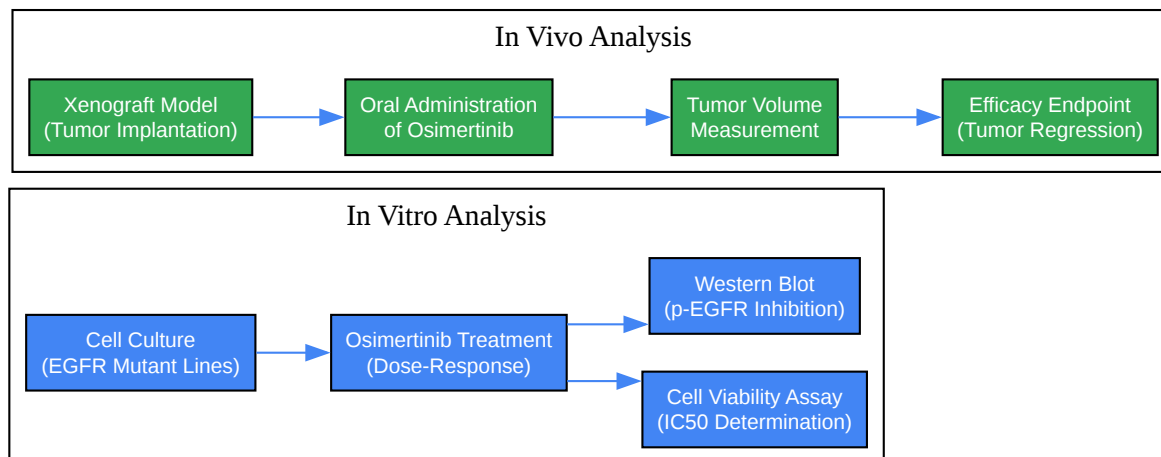 In Vivo Analysis
Xenograft Model
(Tumor Implantation)
Oral Administration
of Osimertinib
Tumor Volume
Measurement
Efficacy Endpoint
(Tumor Regression)
In Vitro Analysis
Cell Culture
(EGFR Mutant Lines)
Osimertinib Treatment
(Dose-Response)
Western Blot
(p-EGFR Inhibition)
Cell Viability Assay
(IC50 Determination)